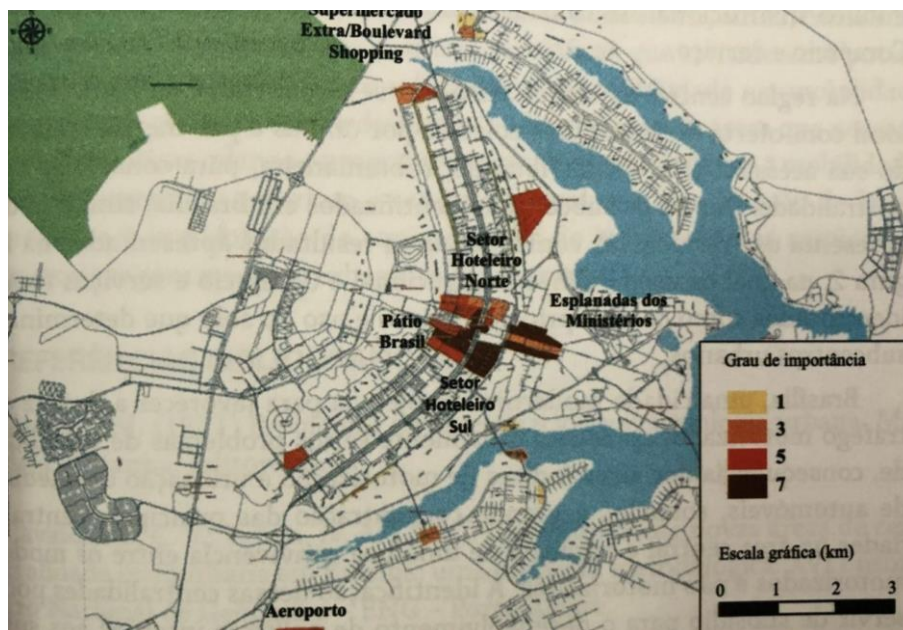 Supermercado
Extra/Boulevard
Shopping
Setor
Hoteleiro
Norte
Esplanadas dos
Ministérios
Pátio
Brasil
Setor
Hoteleiro
Sul
Grau de importância
1
3
5
7
Escala gráfica (km)
0 1 2 3
Aeroporto